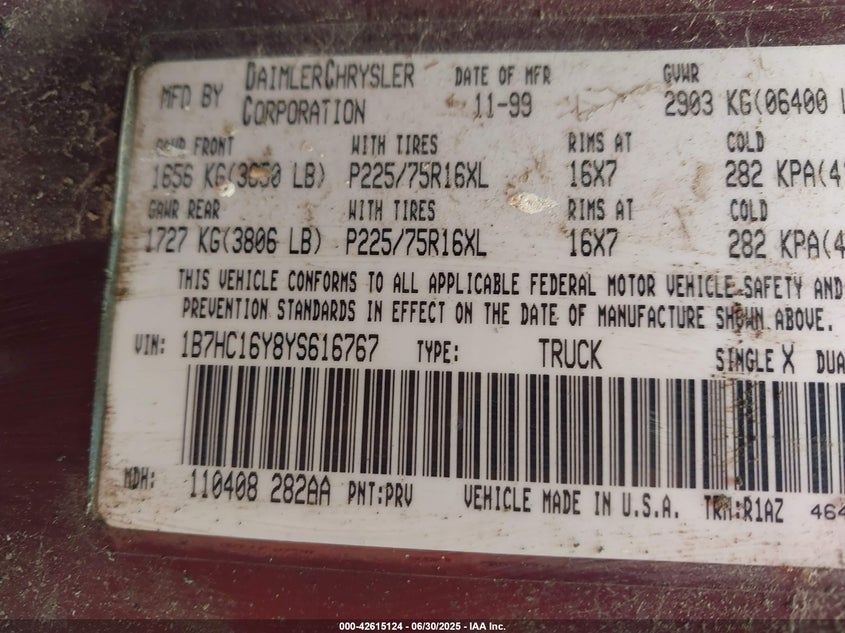 MFD BY DAIMLERCHRYSLER CORPORATION DATE OF MFR 11-99 GVWR 2903 KG(06400 L
GAWR FRONT WITH TIRES RIMS AT COLD
1656 KG(3650 LB) P225/75R16XL 16X7 282 KPA(4
GAWR REAR WITH TIRES RIMS AT COLD
1727 KG(3806 LB) P225/75R16XL 16X7 282 KPA(4
THIS VEHICLE CONFORMS TO ALL APPLICABLE FEDERAL MOTOR VEHICLE SAFETY AND
PREVENTION STANDARDS IN EFFECT ON THE DATE OF MANUFACTURE SHOWN ABOVE.
VIN: 1B7HC16Y8YS616767 TYPE: TRUCK SINGLE X DUA
MDH: 110408 282AA PNT:PRV VEHICLE MADE IN U.S.A. TRM:R1AZ 464
000-42615124 - 06/30/2025 - IAA Inc.